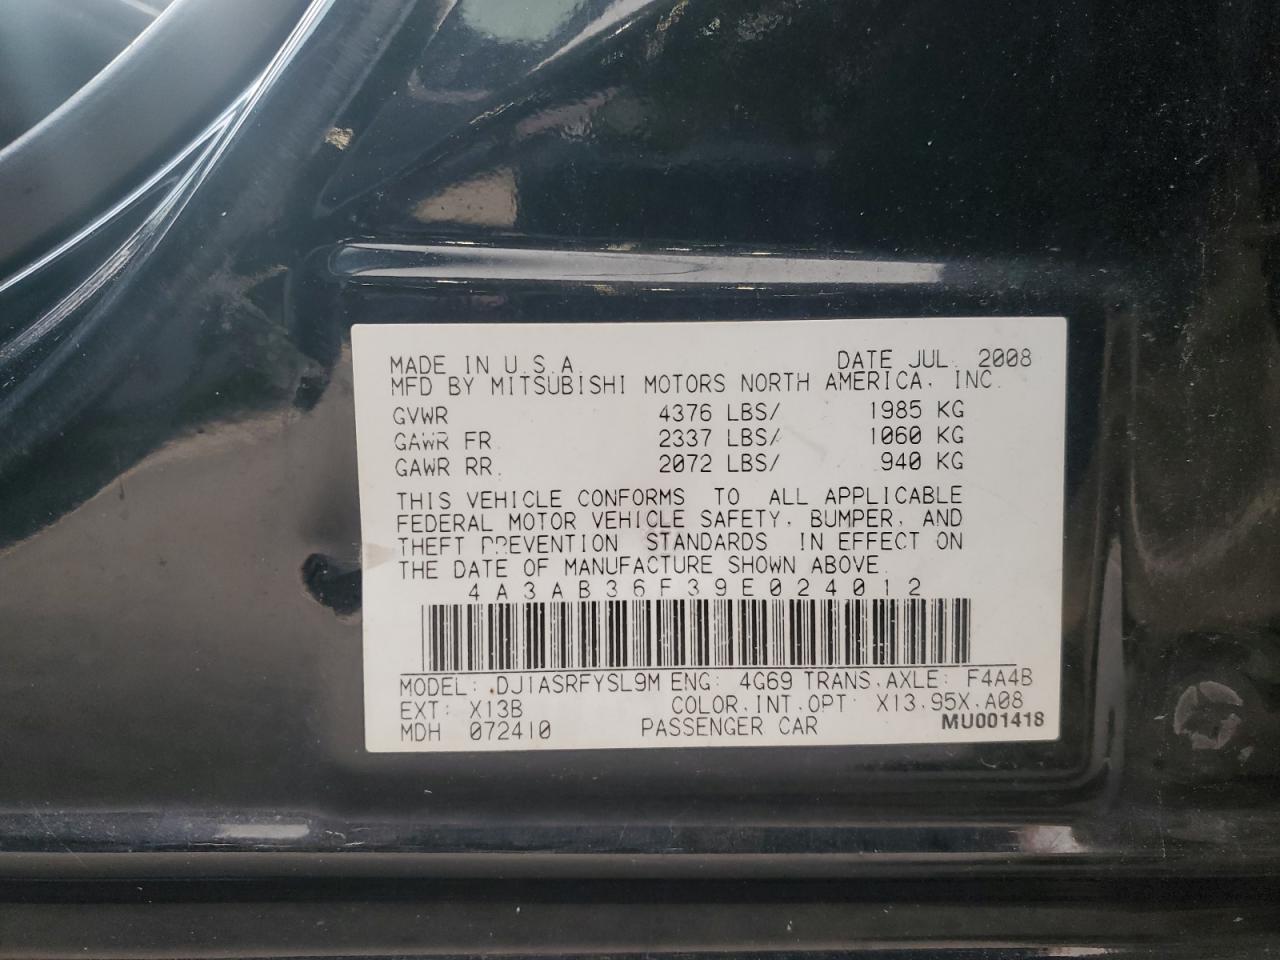 MADE IN U.S.A. DATE JUL. 2008
MFD BY MITSUBISHI MOTORS NORTH AMERICA, INC.
GVWR 4376 LBS/ 1985 KG
GAWR FR. 2337 LBS/ 1060 KG
GAWR RR. 2072 LBS/ 940 KG
THIS VEHICLE CONFORMS TO ALL APPLICABLE
FEDERAL MOTOR VEHICLE SAFETY, BUMPER, AND
THEFT PREVENTION STANDARDS IN EFFECT ON
THE DATE OF MANUFACTURE SHOWN ABOVE.
4A3AB36F39E024012
MODEL: DJ1ASRFYSL9M ENG: 4G69 TRANS.AXLE: F4A4B
EXT: X13B COLOR.INT.OPT: X13.95X.A08
MDH 072410 PASSENGER CAR MU001418